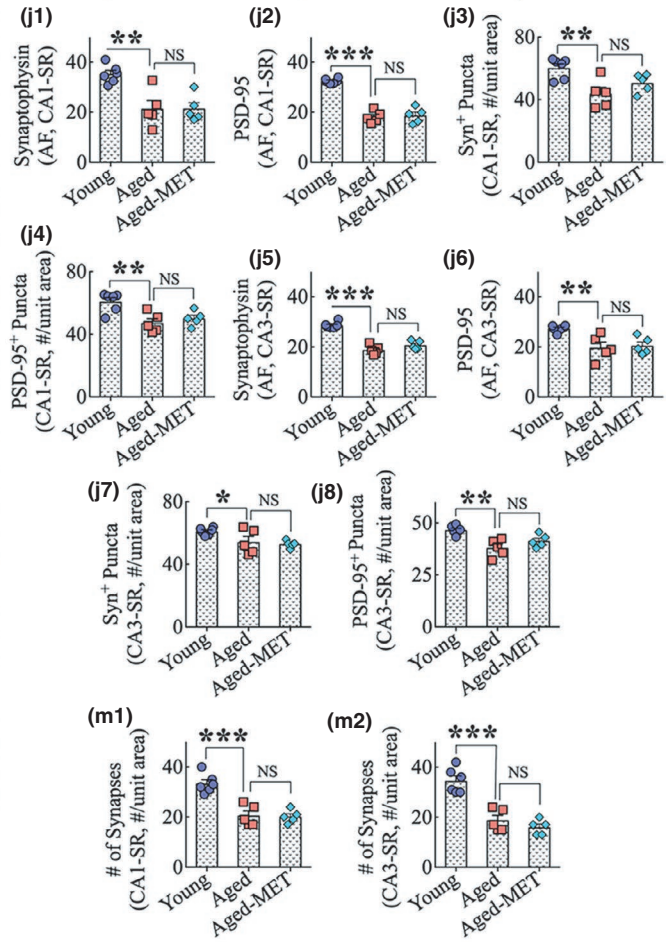 (j1)
Synaptophysin
(AF, CA1-SR)
40
20
0
**
NS
Young
Aged
Aged-MET
(j2)
PSD-95
(AF, CA1-SR)
40
20
0
***
NS
Young
Aged
Aged-MET
(j3)
Syn⁺ Puncta
(CA1-SR, #/unit area)
80
40
0
**
NS
Young
Aged
Aged-MET
(j4)
PSD-95⁺ Puncta
(CA1-SR, #/unit area)
80
40
0
**
NS
Young
Aged
Aged-MET
(j5)
Synaptophysin
(AF, CA3-SR)
40
20
0
***
NS
Young
Aged
Aged-MET
(j6)
PSD-95
(AF, CA3-SR)
40
20
0
**
NS
Young
Aged
Aged-MET
(j7)
Syn⁺ Puncta
(CA3-SR, #/unit area)
80
40
0
*
NS
Young
Aged
Aged-MET
(j8)
PSD-95⁺ Puncta
(CA3-SR, #/unit area)
50
25
0
**
NS
Young
Aged
Aged-MET
(m1)
# of Synapses
(CA1-SR, #/unit area)
40
20
0
***
NS
Young
Aged
Aged-MET
(m2)
# of Synapses
(CA3-SR, #/unit area)
40
20
0
***
NS
Young
Aged
Aged-MET